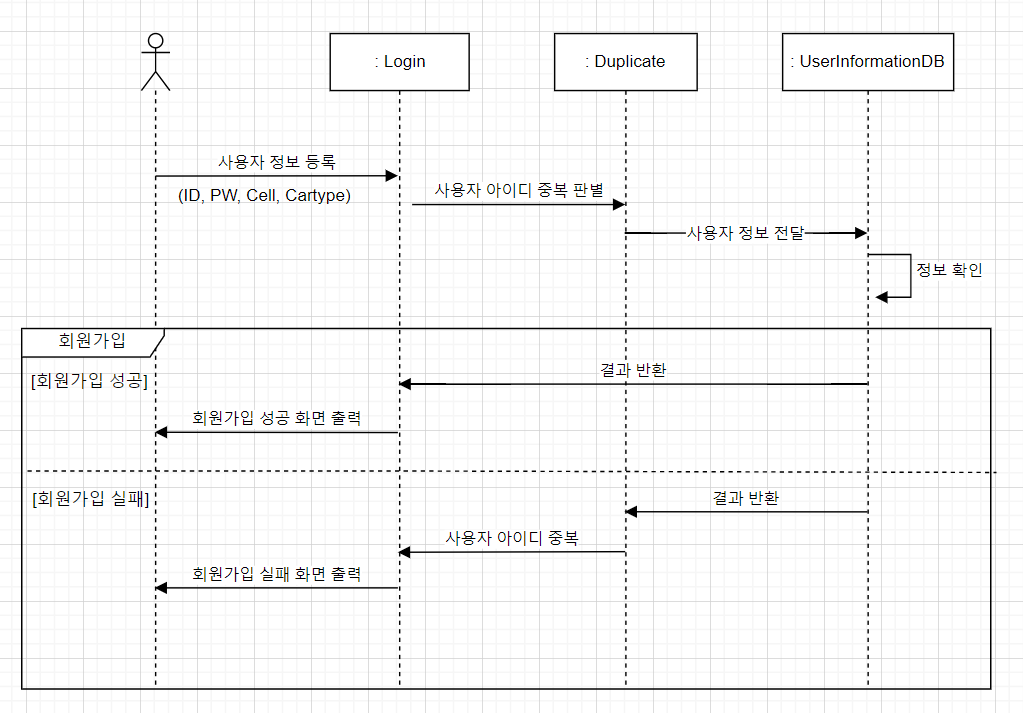 : Login
: Duplicate
: UserInformationDB
사용자 정보 등록
(ID, PW, Cell, Cartype)
사용자 아이디 중복 판별
사용자 정보 전달
정보 확인
회원가입
[회원가입 성공]
결과 반환
회원가입 성공 화면 출력
[회원가입 실패]
결과 반환
사용자 아이디 중복
회원가입 실패 화면 출력